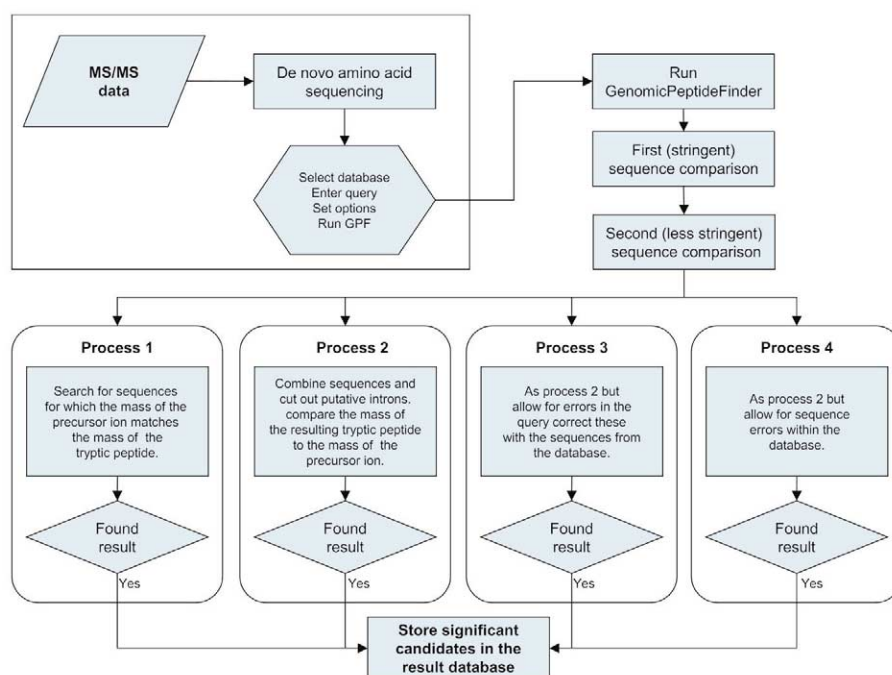 MS/MS
data
De novo amino acid
sequencing
Select database
Enter query
Set options
Run GPF
Run
GenomicPeptideFinder
First (stringent)
sequence comparison
Second (less stringent)
sequence comparison
Process 1
Search for sequences
for which the mass of the
precursor ion matches
the mass of the
tryptic peptide.
Found
result
Yes
Process 2
Combine sequences and
cut out putative introns.
compare the mass of
the resulting tryptic peptide
to the mass of the
precursor ion.
Found
result
Yes
Process 3
As process 2 but
allow for errors in the
query correct these
with the sequences from
the database.
Found
result
Yes
Process 4
As process 2 but
allow for sequence
errors within the
database.
Found
result
Yes
Store significant
candidates in the
result database